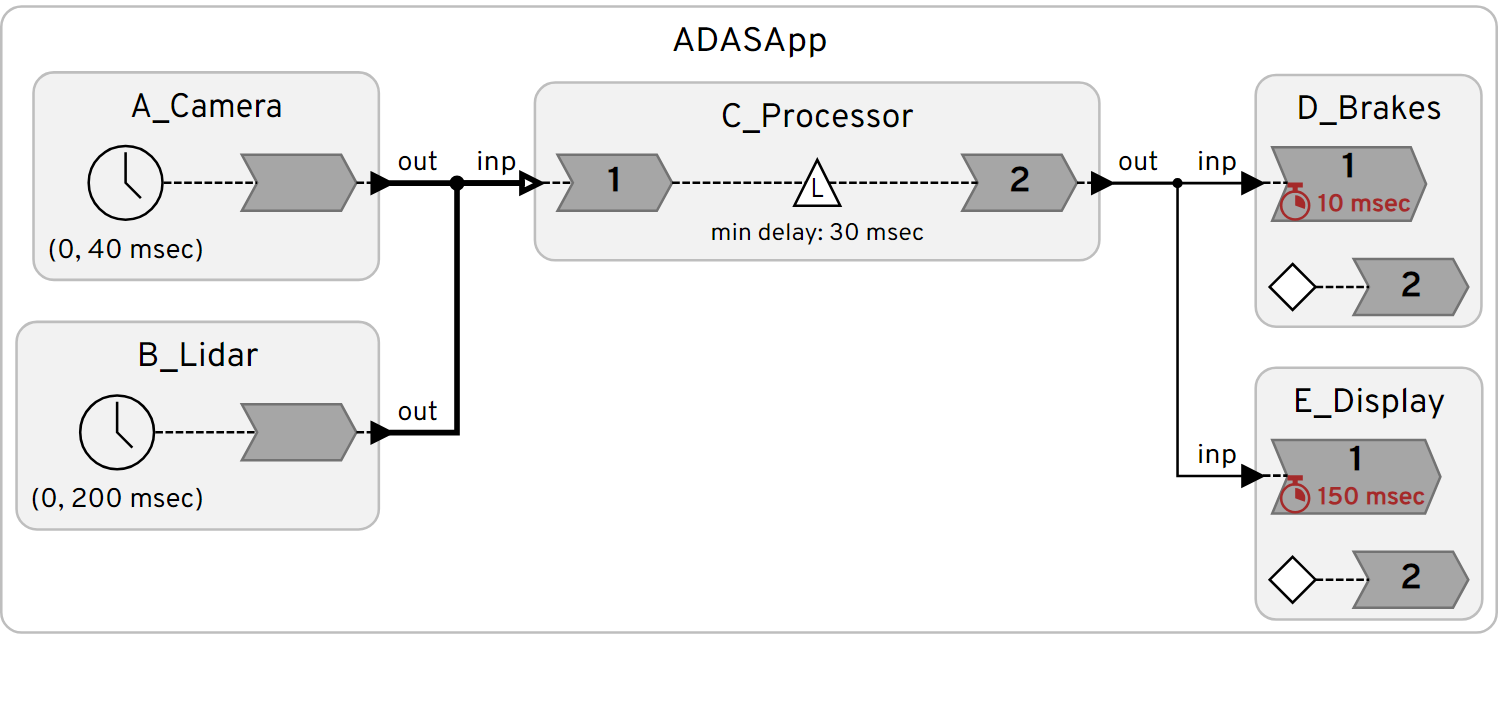 ADASApp
A_Camera
(0, 40 msec)
out
inp
B_Lidar
(0, 200 msec)
out
C_Processor
1
L
2
min delay: 30 msec
out
inp
D_Brakes
1
10 msec
2
inp
E_Display
1
150 msec
2